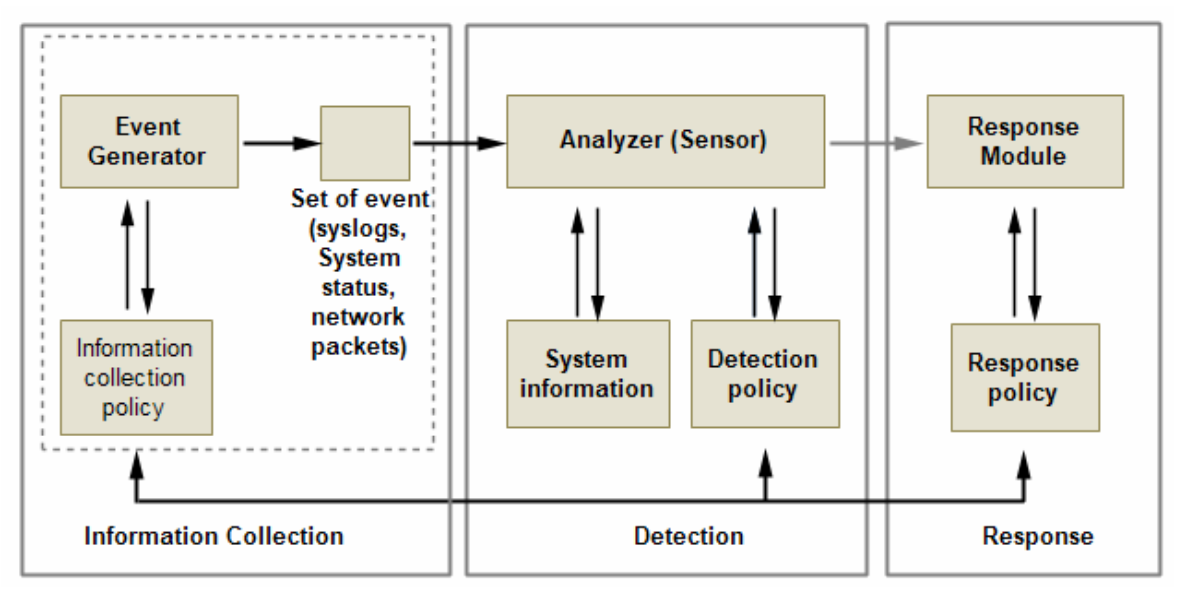 Event
Generator
Set of event
(syslogs,
System
status,
network
packets)
Information
collection
policy
Information Collection
Analyzer (Sensor)
System
information
Detection
policy
Detection
Response
Module
Response
policy
Response